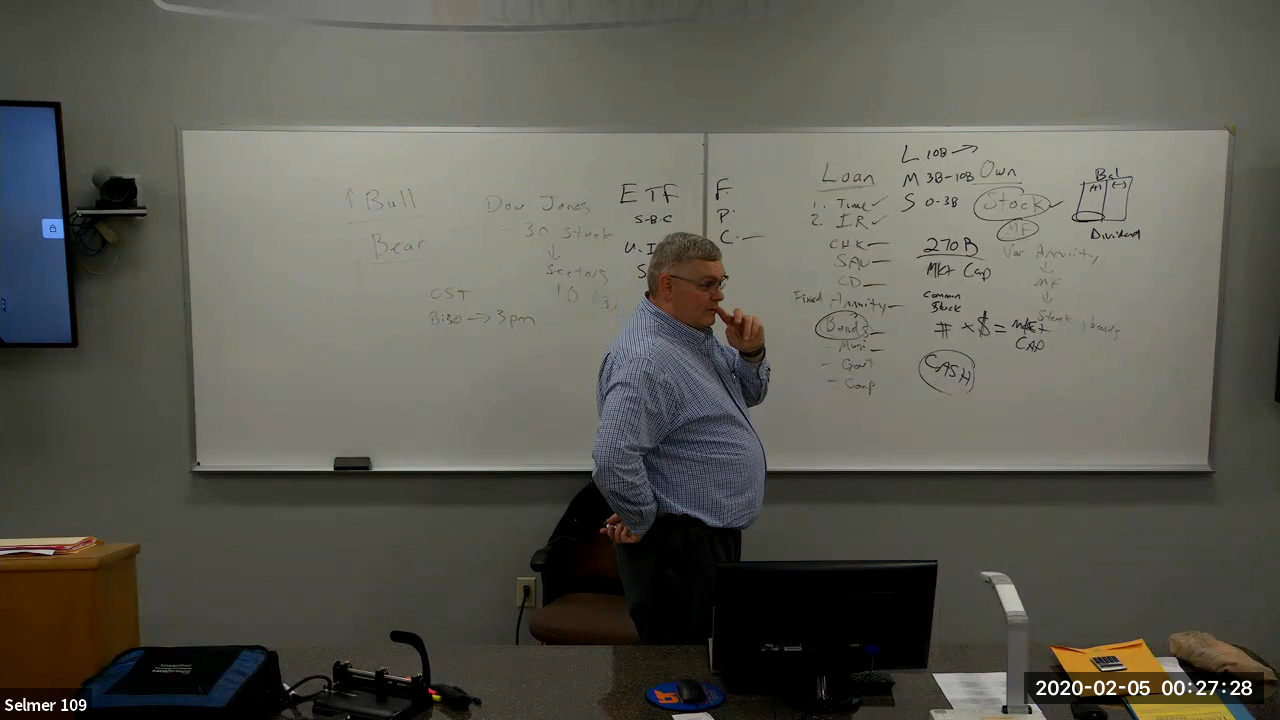 ↑ Bull
Bear
Dow Jones
- 30 Stock
↓
Sectors
10 (3)
CST
8:30 → 3pm
ETF
S-B-C
U.I
S
F.
P.
C. —
Loan
1. Time ✓
2. IR ✓
CHK —
SAV —
CD —
Fixed Annuity —
Bonds —
- Muni —
- Govt
- Corp
L 10B →
M 3B-10B
S 0-3B
Own
Stock ✓
MF
270B
Mkt Cap
Common
Stock
# × $ = Mkt
CAP
CASH
Var Annuity
↓
MF
↓
Stock, bonds
Bal
(+) (-)
Dividend
Selmer 109
2020-02-05 00:27:28